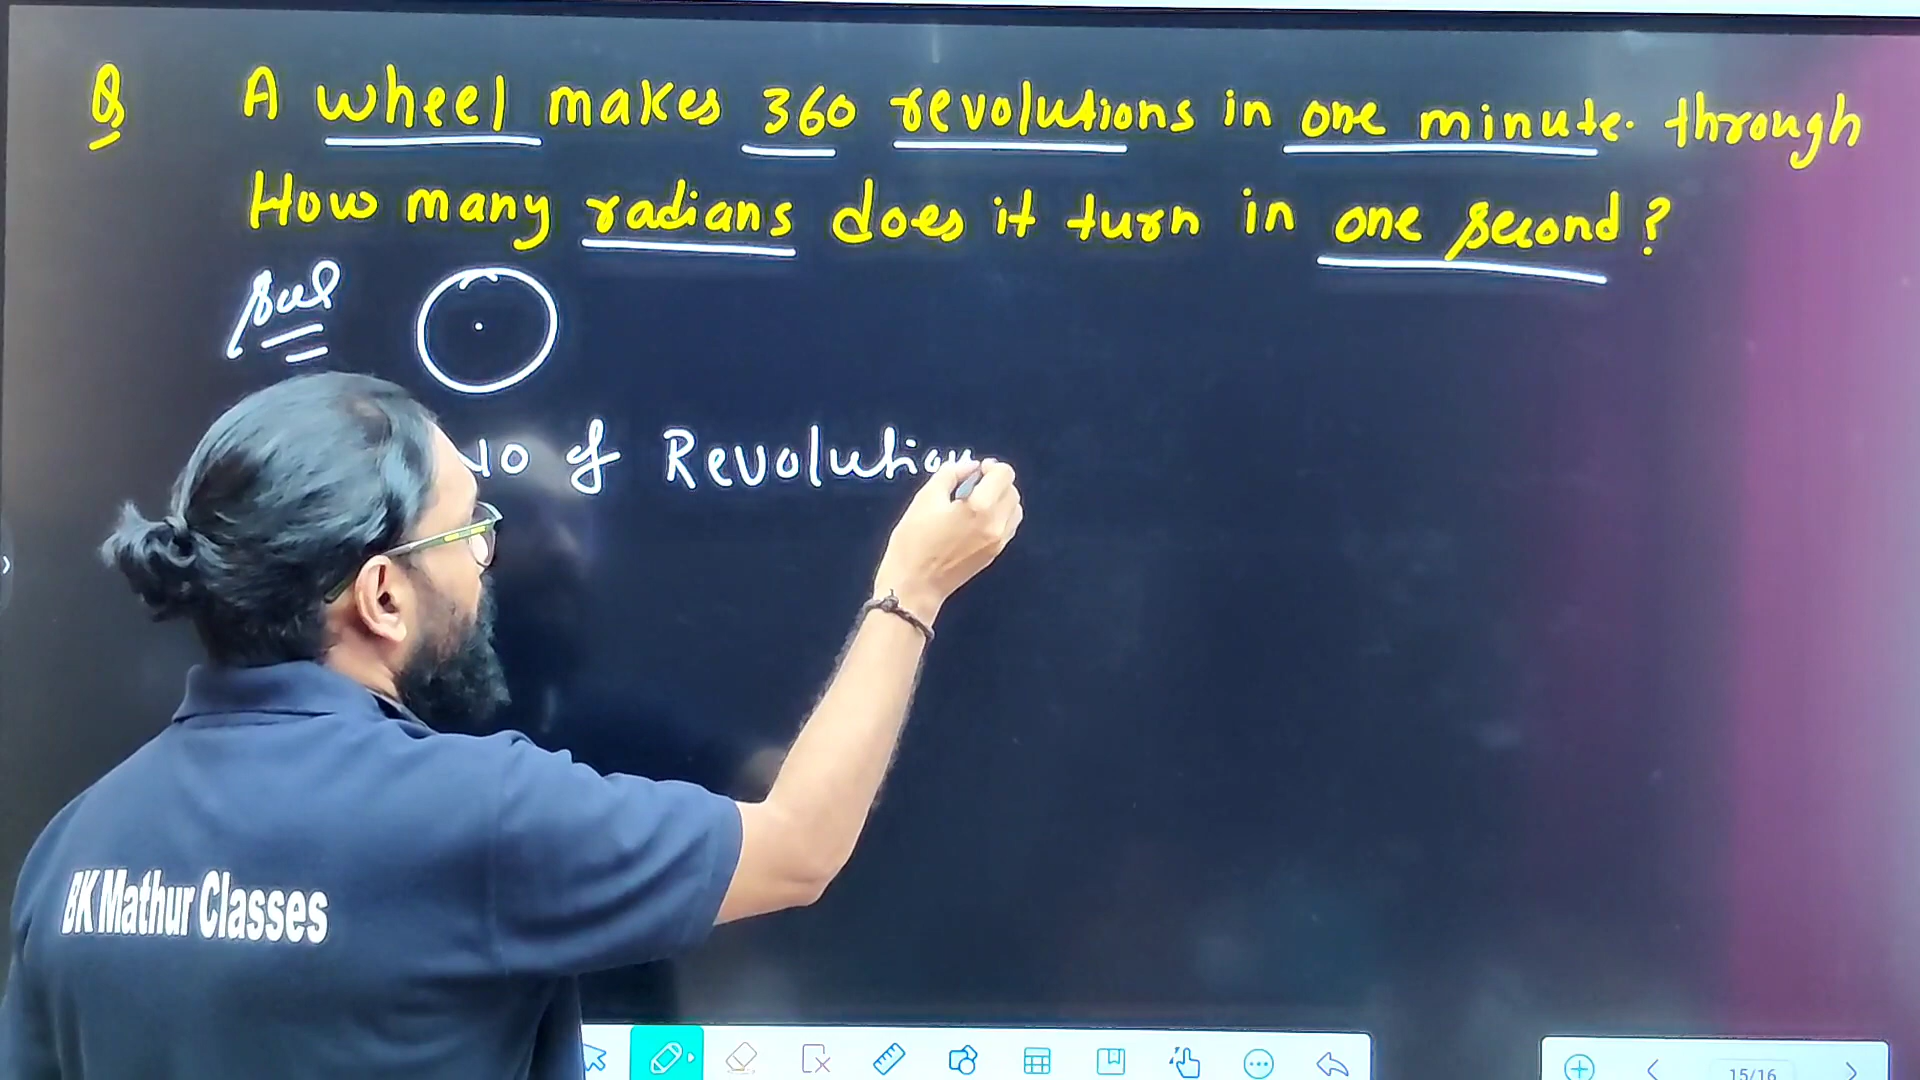 Q A wheel makes 360 revolutions in one minute. through
How many radians does it turn in one second?
Sol
No of Revolution
BK Mathur Classes
15/16